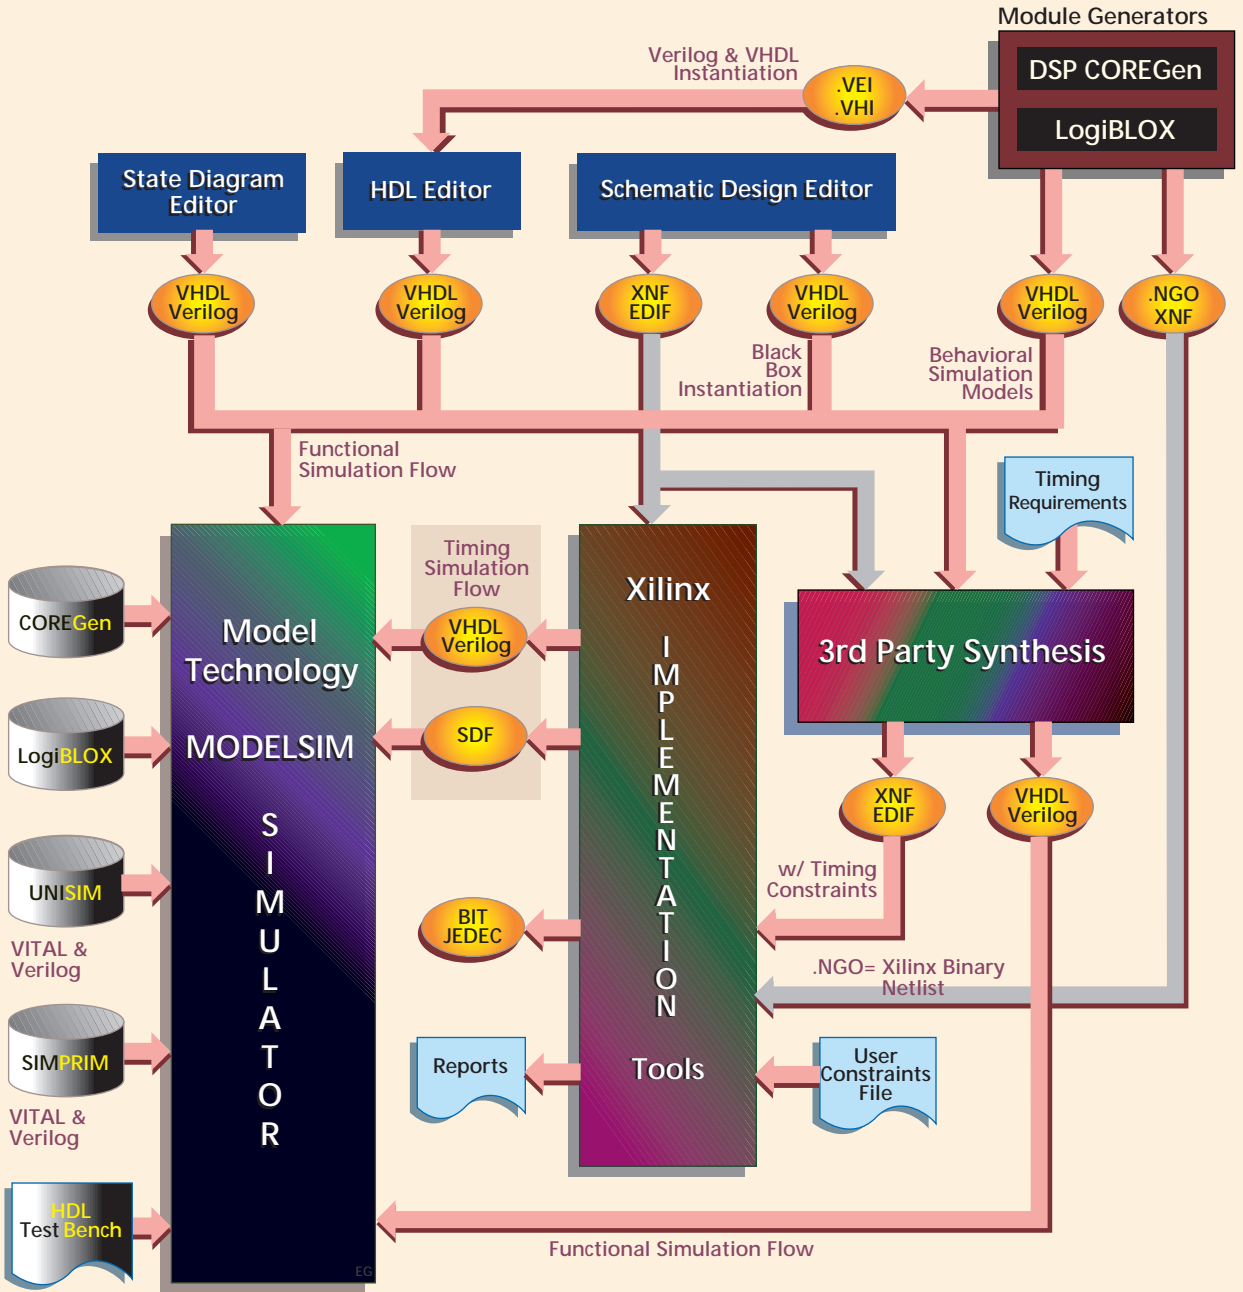 Module Generators
DSP COREGen
LogiBLOX
Verilog & VHDL
Instantiation
.VEI
.VHI
State Diagram
Editor
HDL Editor
Schematic Design Editor
VHDL
Verilog
VHDL
Verilog
XNF
EDIF
VHDL
Verilog
VHDL
Verilog
.NGO
XNF
Black
Box
Instantiation
Behavioral
Simulation
Models
Functional
Simulation Flow
Timing
Requirements
Timing
Simulation
Flow
VHDL
Verilog
SDF
COREGen
LogiBLOX
UNISIM
VITAL &
Verilog
SIMPRIM
VITAL &
Verilog
HDL
Test Bench
Model
Technology
MODELSIM
SIMULATOR
EG
Xilinx
IMPLEMENTATION
Tools
3rd Party Synthesis
XNF
EDIF
VHDL
Verilog
w/ Timing
Constraints
BIT
JEDEC
.NGO= Xilinx Binary
Netlist
Reports
User
Constraints
File
Functional Simulation Flow